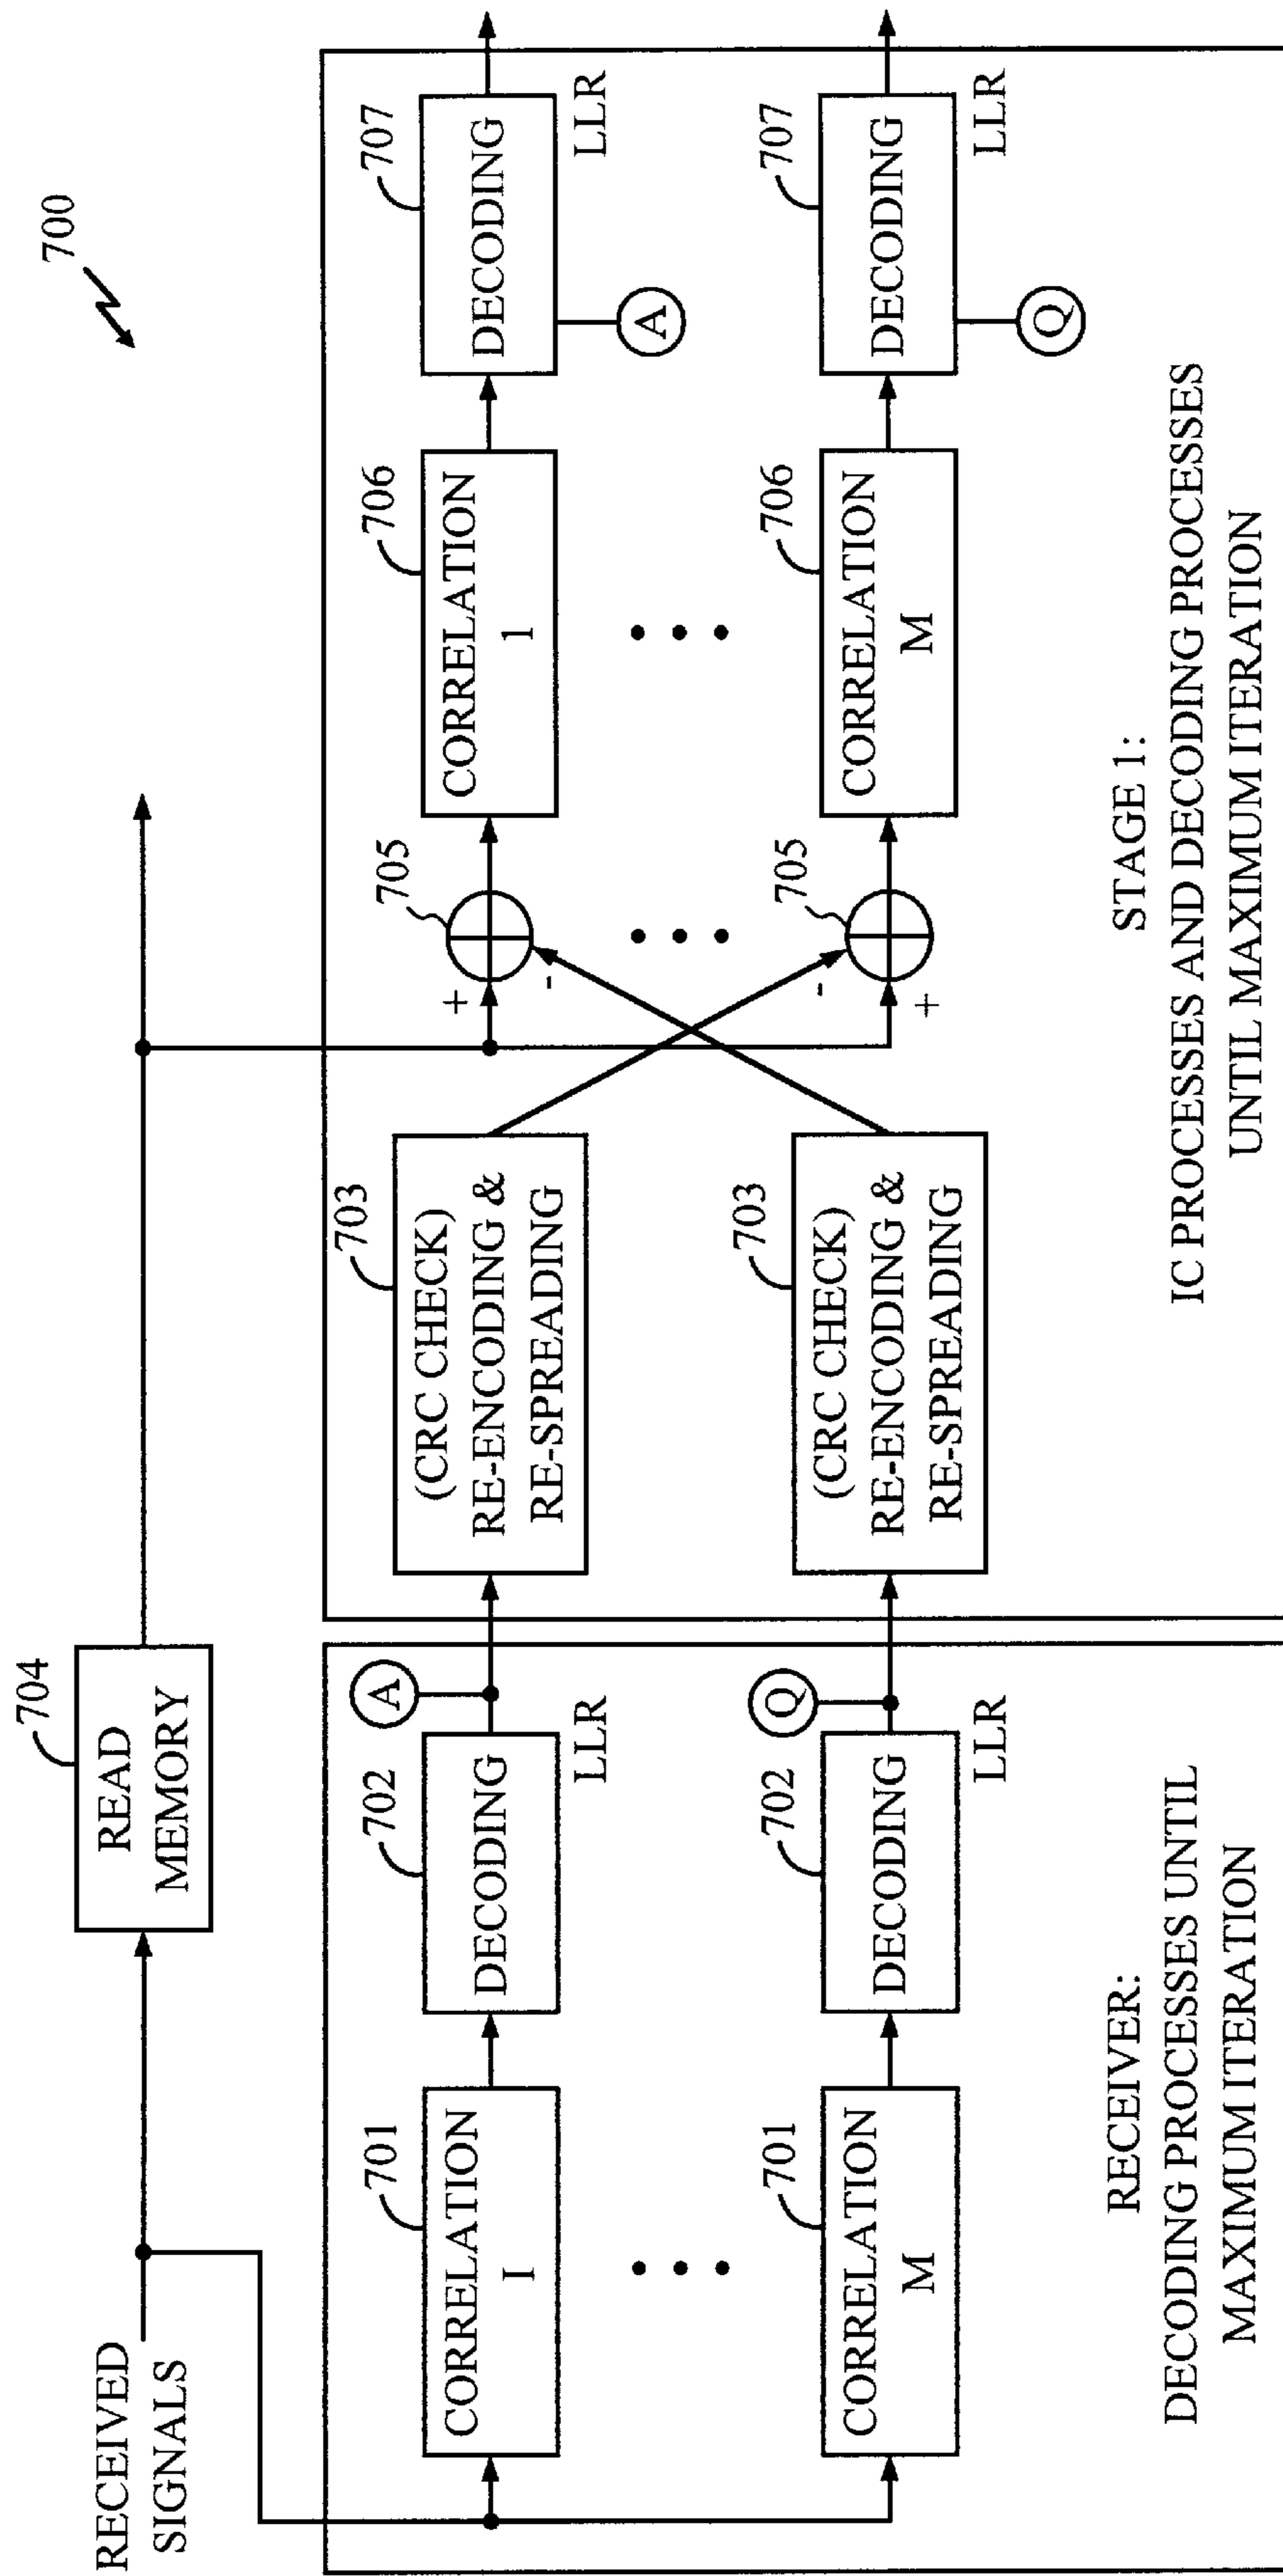 700
RECEIVED
SIGNALS
704
READ
MEMORY
701
CORRELATION
I
702
DECODING
LLR
A
703
(CRC CHECK)
RE-ENCODING &
RE-SPREADING
+
-
705
706
CORRELATION
1
707
DECODING
LLR
A
701
CORRELATION
M
702
DECODING
LLR
Q
703
(CRC CHECK)
RE-ENCODING &
RE-SPREADING
-
+
705
706
CORRELATION
M
707
DECODING
LLR
Q
RECEIVER:
DECODING PROCESSES UNTIL
MAXIMUM ITERATION
STAGE 1:
IC PROCESSES AND DECODING PROCESSES
UNTIL MAXIMUM ITERATION